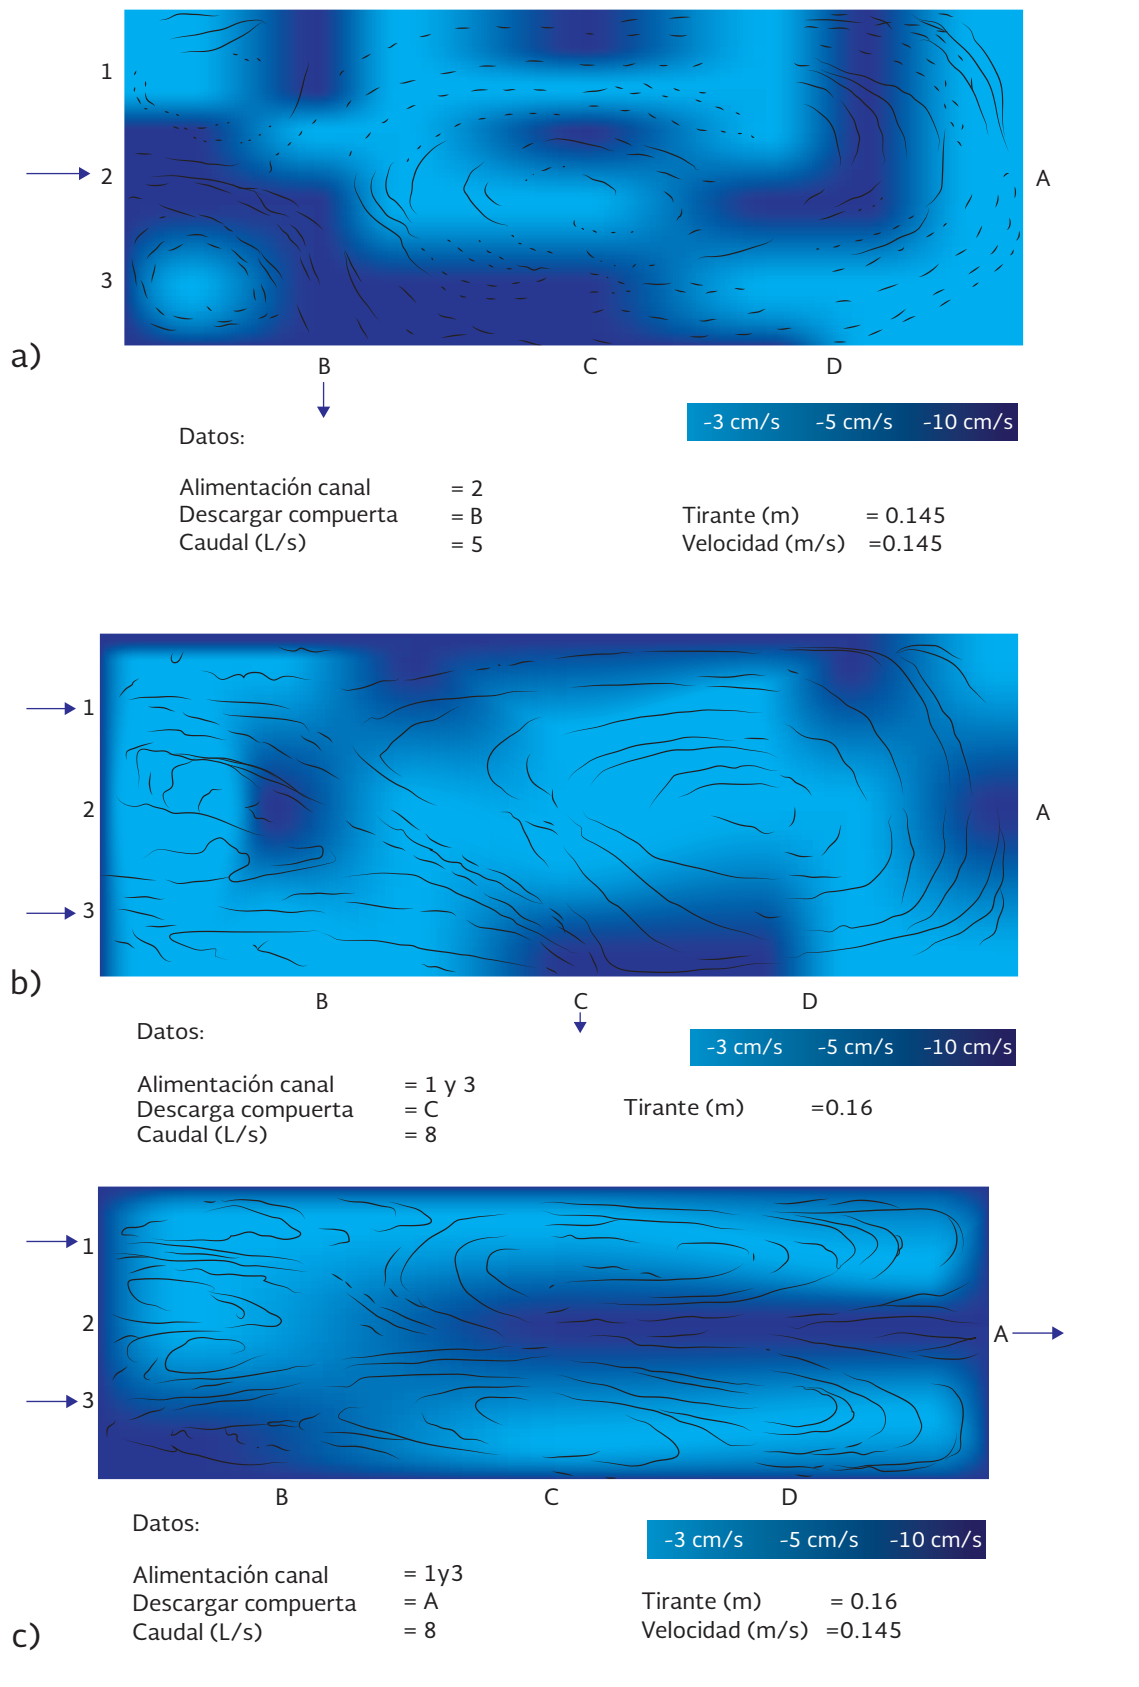 1
2
A
3
a)
B C D
-3 cm/s -5 cm/s -10 cm/s
Datos:
Alimentación canal = 2
Descargar compuerta = B
Caudal (L/s) = 5
Tirante (m) = 0.145
Velocidad (m/s) =0.145
1
2
A
3
b)
B C D
Datos:
-3 cm/s -5 cm/s -10 cm/s
Alimentación canal = 1 y 3
Descarga compuerta = C
Caudal (L/s) = 8
Tirante (m) =0.16
1
2
A
3
B C D
Datos:
-3 cm/s -5 cm/s -10 cm/s
Alimentación canal = 1y3
Descargar compuerta = A
Caudal (L/s) = 8
Tirante (m) = 0.16
Velocidad (m/s) =0.145
c)